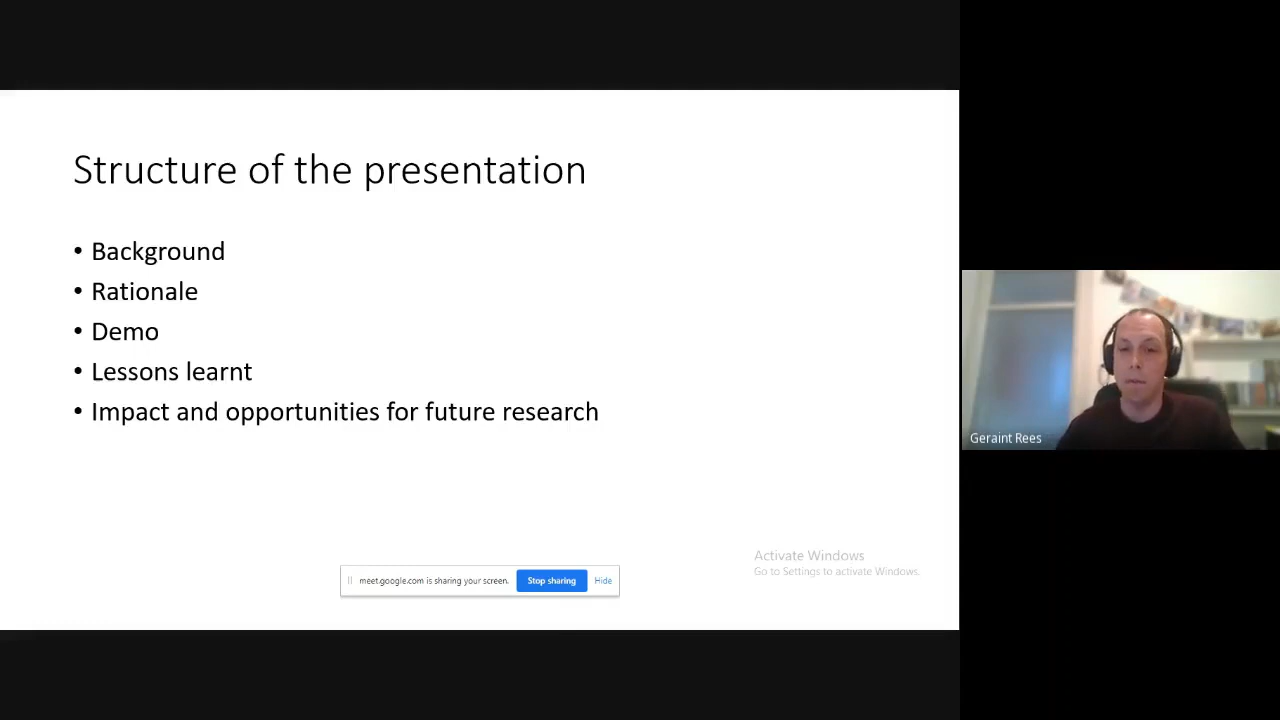 Structure of the presentation
• Background
• Rationale
• Demo
• Lessons learnt
• Impact and opportunities for future research
Geraint Rees
Activate Windows
Go to Settings to activate Windows.
meet.google.com is sharing your screen. Stop sharing Hide